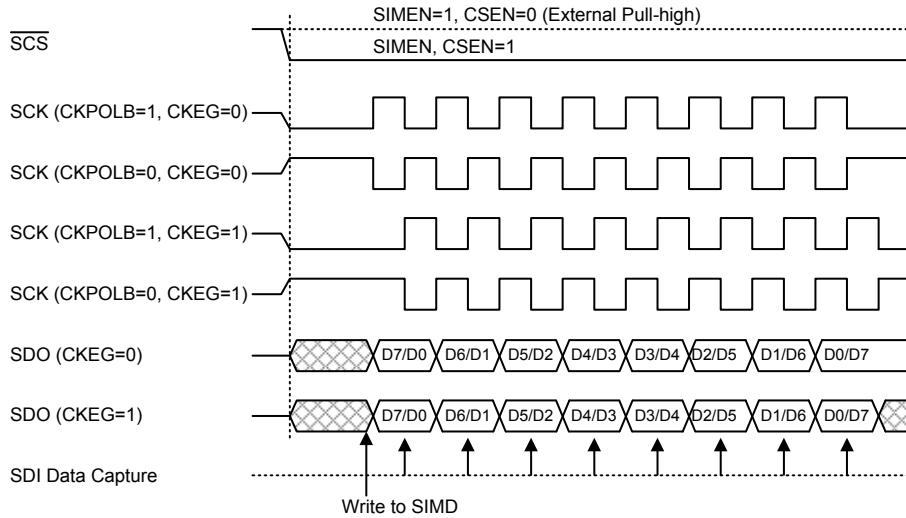 SIMEN=1, CSEN=0 (External Pull-high)
SCS
SIMEN, CSEN=1
SCK (CKPOLB=1, CKEG=0)
SCK (CKPOLB=0, CKEG=0)
SCK (CKPOLB=1, CKEG=1)
SCK (CKPOLB=0, CKEG=1)
SDO (CKEG=0) D7/D0 D6/D1 D5/D2 D4/D3 D3/D4 D2/D5 D1/D6 D0/D7
SDO (CKEG=1) D7/D0 D6/D1 D5/D2 D4/D3 D3/D4 D2/D5 D1/D6 D0/D7
SDI Data Capture
Write to SIMD